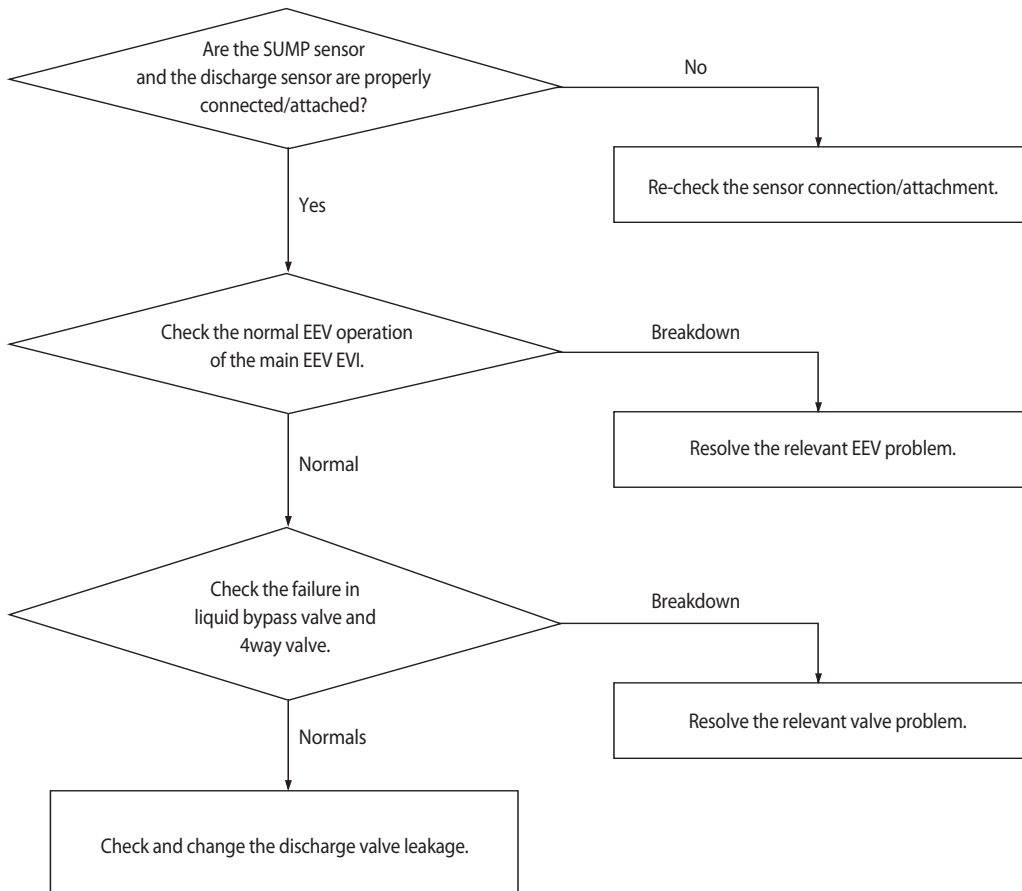 Are the SUMP sensor
and the discharge sensor are properly
connected/attached?
No
Re-check the sensor connection/attachment.
Yes
Check the normal EEV operation
of the main EEV EVI.
Breakdown
Resolve the relevant EEV problem.
Normal
Check the failure in
liquid bypass valve and
4way valve.
Breakdown
Resolve the relevant valve problem.
Normals
Check and change the discharge valve leakage.